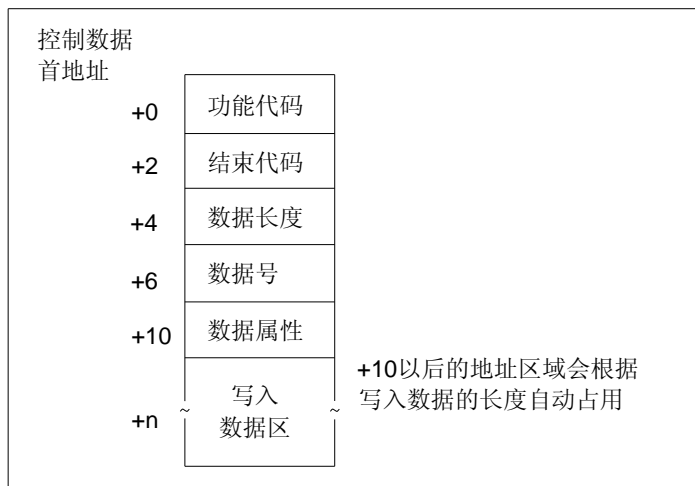 控制数据
首地址
+0 功能代码
+2 结束代码
+4 数据长度
+6 数据号
+10 数据属性
+10以后的地址区域会根据
写入数据的长度自动占用
写入
+n ~ 数据区 ~